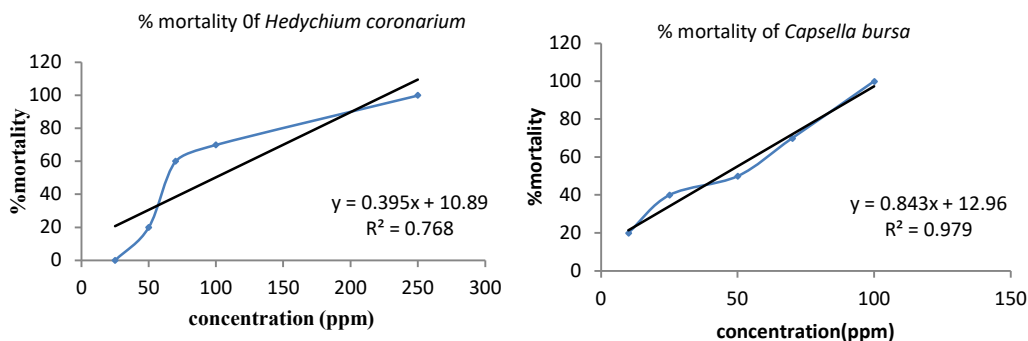 % mortality 0f Hedychium coronarium
120
100
80
60
40
20
0
%mortality
y = 0.395x + 10.89
R² = 0.768
0 50 100 150 200 250 300
concentration (ppm)
% mortality of Capsella bursa
120
100
80
60
40
20
0
%mortality
y = 0.843x + 12.96
R² = 0.979
0 50 100 150
concentration(ppm)